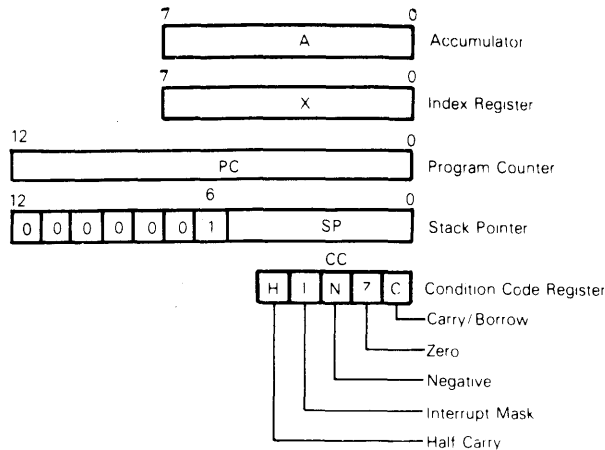 7 0
A Accumulator
7 0
X Index Register
12 0
PC Program Counter
12 6 0
0 0 0 0 0 0 1 SP Stack Pointer
CC
H I N Z C Condition Code Register
Carry/Borrow
Zero
Negative
Interrupt Mask
Half Carry